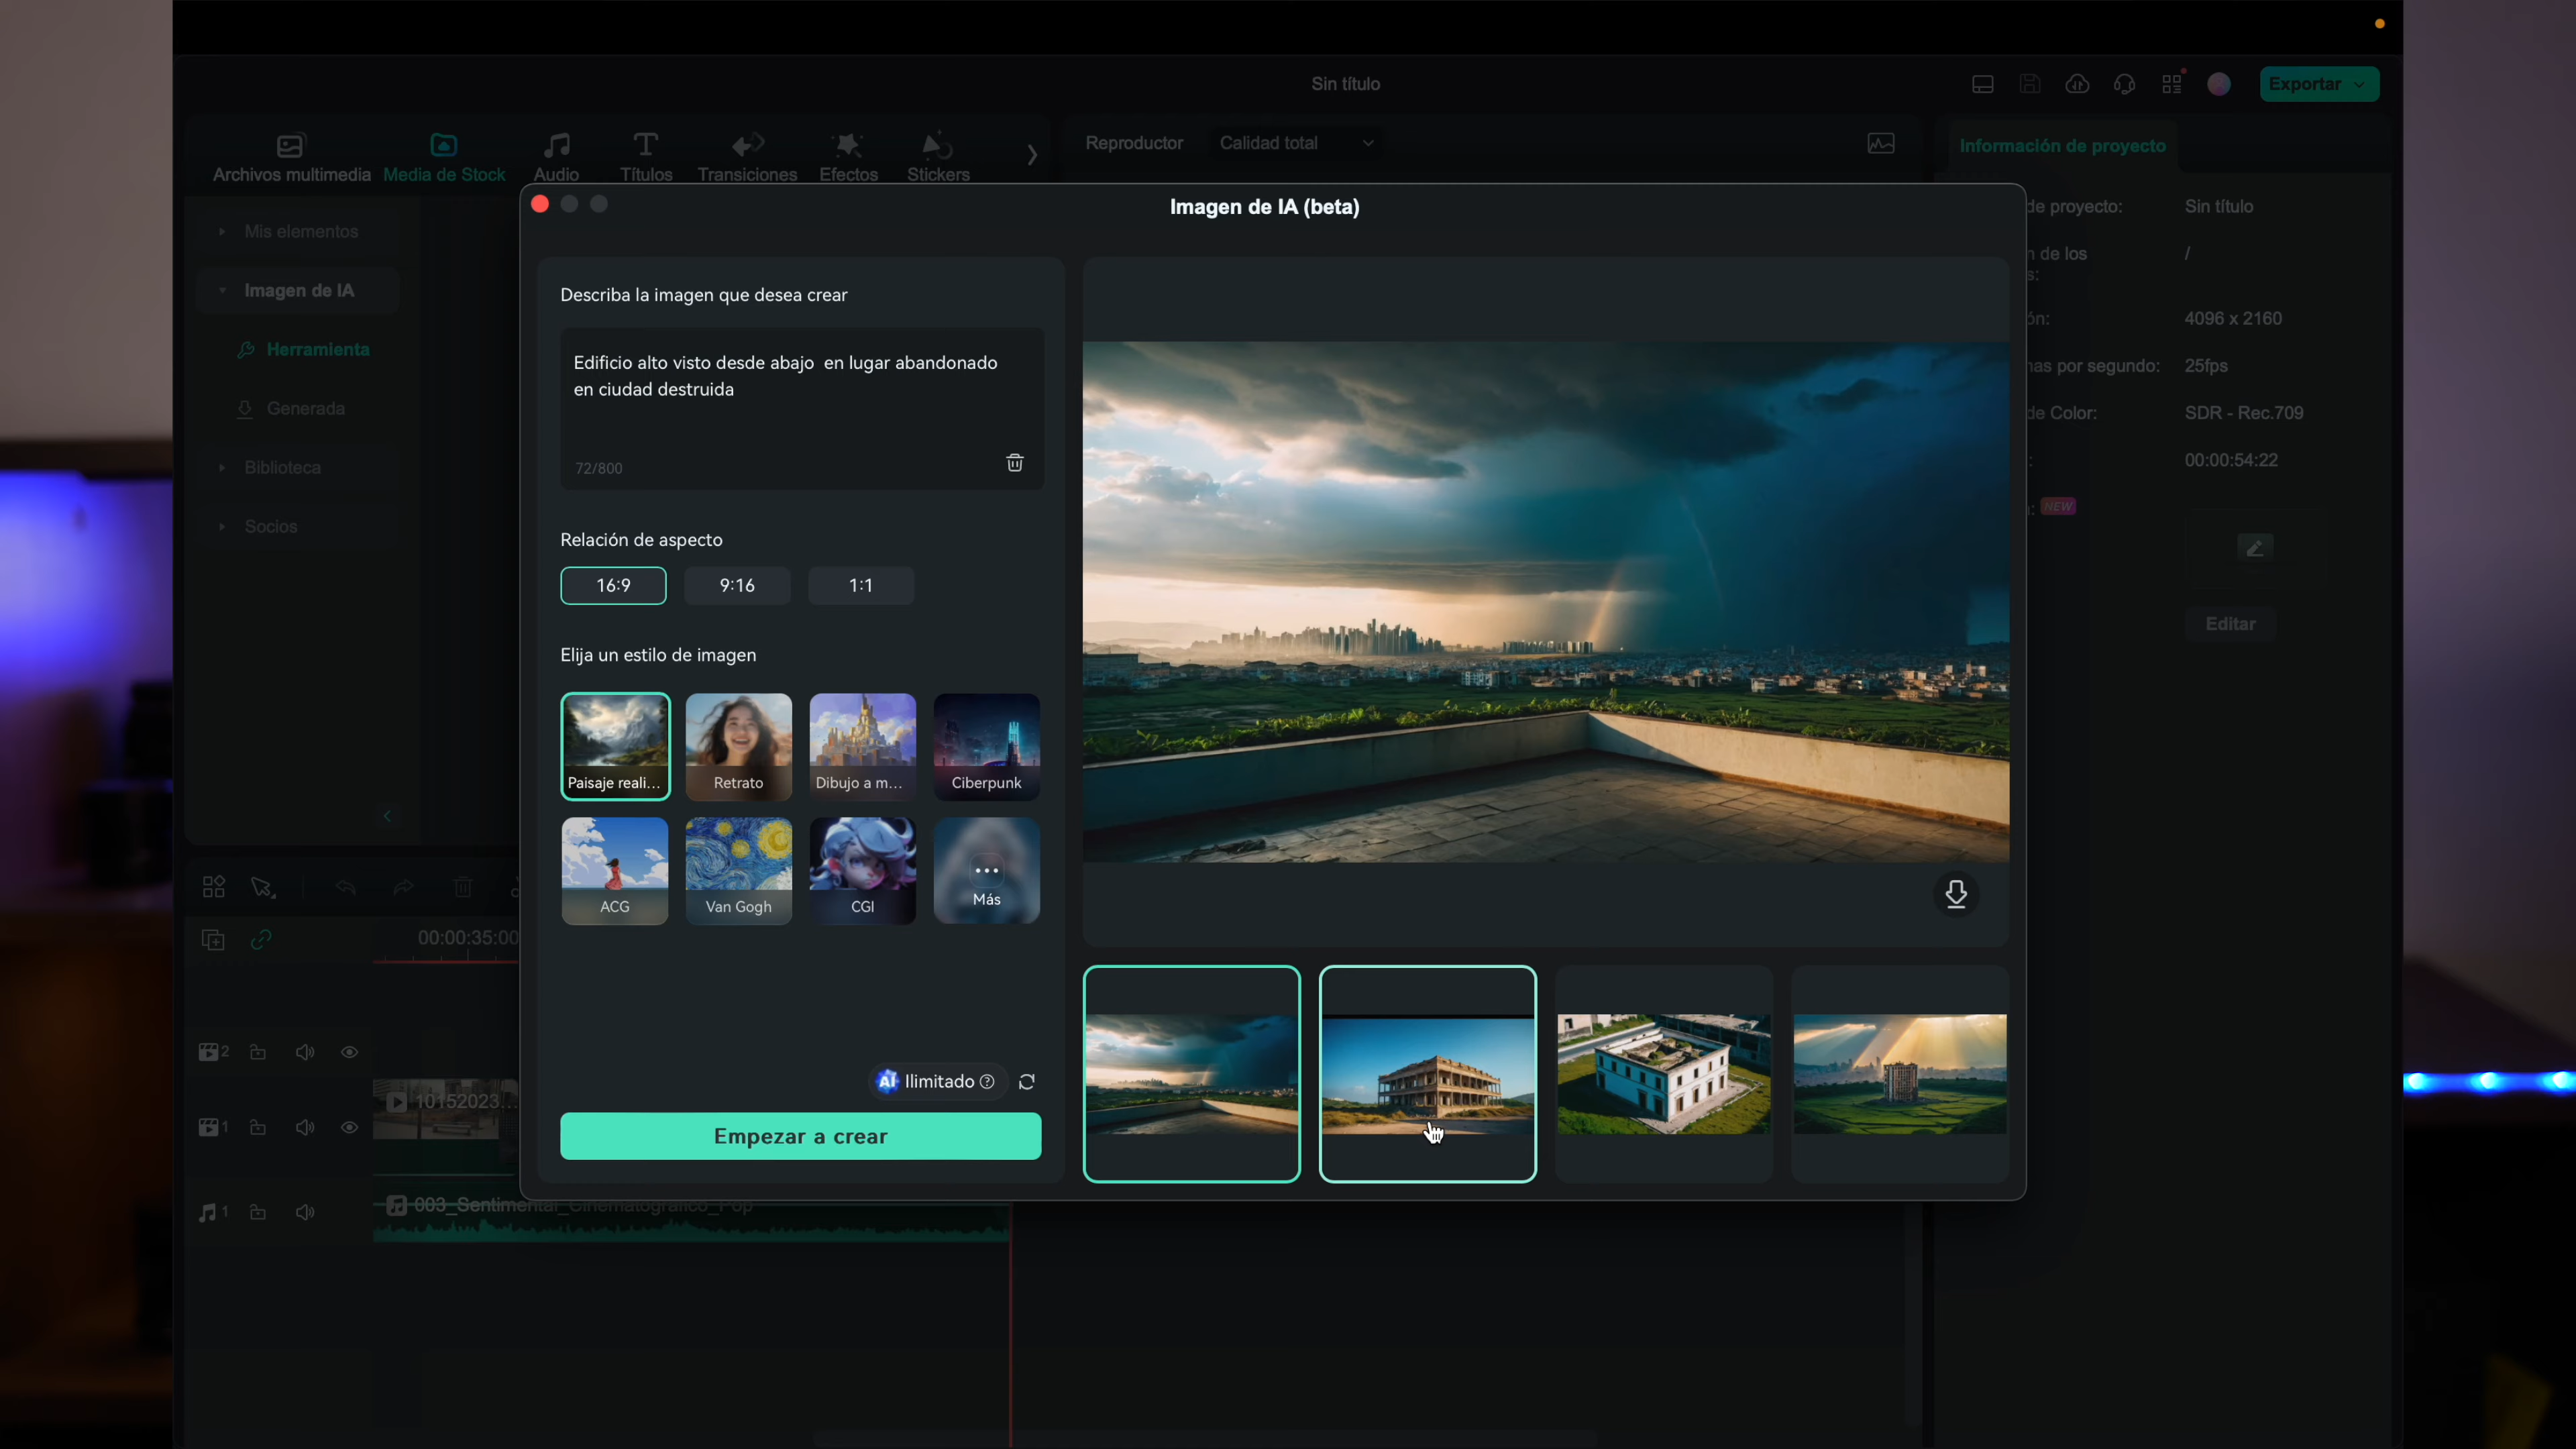 Sin título
Exportar
Archivos multimedia
Media de Stock
Audio
Títulos
Transiciones
Efectos
Stickers
Reproductor
Calidad total
Información de proyecto
Mis elementos
Imagen de IA
Herramienta
Generada
Biblioteca
Socios
Imagen de IA (beta)
Describa la imagen que desea crear
Edificio alto visto desde abajo  en lugar abandonado
en ciudad destruida
72/800
Relación de aspecto
16:9
9:16
1:1
Elija un estilo de imagen
Paisaje reali...
Retrato
Dibujo a m...
Ciberpunk
ACG
Van Gogh
CGI
Más
AI Ilimitado
Empezar a crear
de proyecto:
Sin título
n de los
/
s:
ón:
4096 x 2160
nas por segundo:
25fps
de Color:
SDR - Rec.709
:
00:00:54:22
NEW
Editar
00:00:35:00
2
1
10152023...
1
003_Sentimental_Cinematografico_Pop